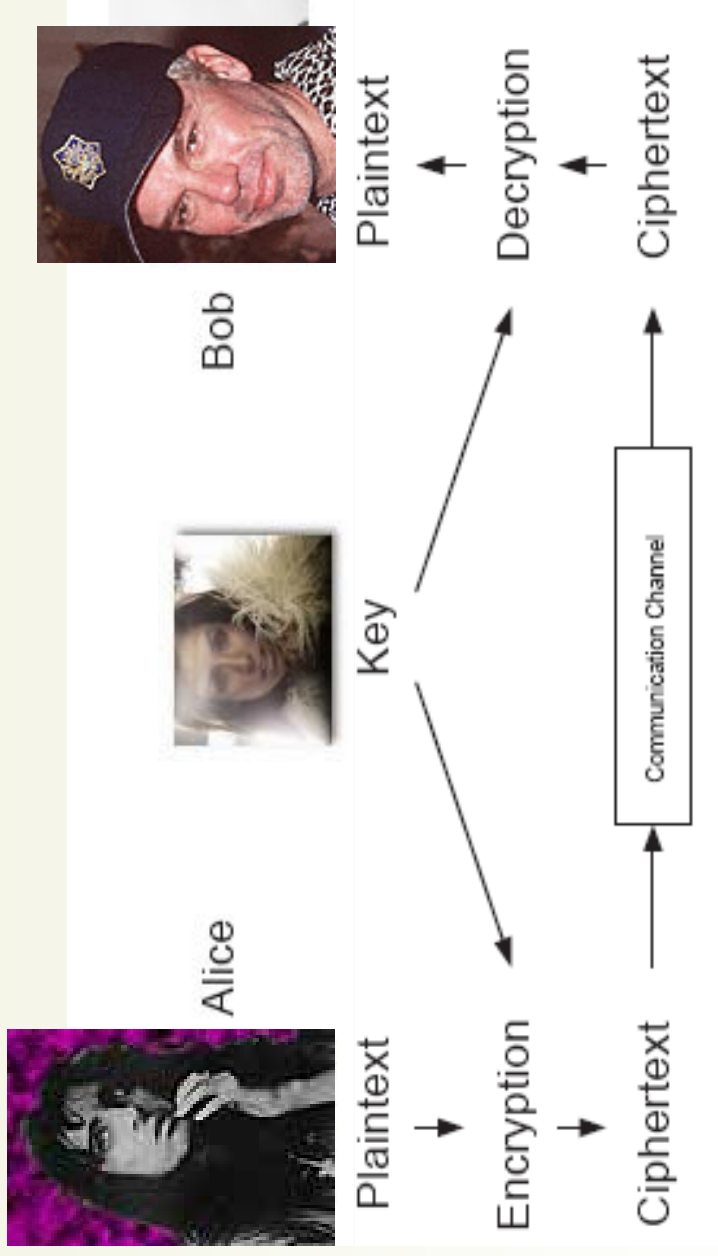 Alice
Bob
Plaintext
Key
Plaintext
Encryption
Decryption
Ciphertext
Communication Channel
Ciphertext